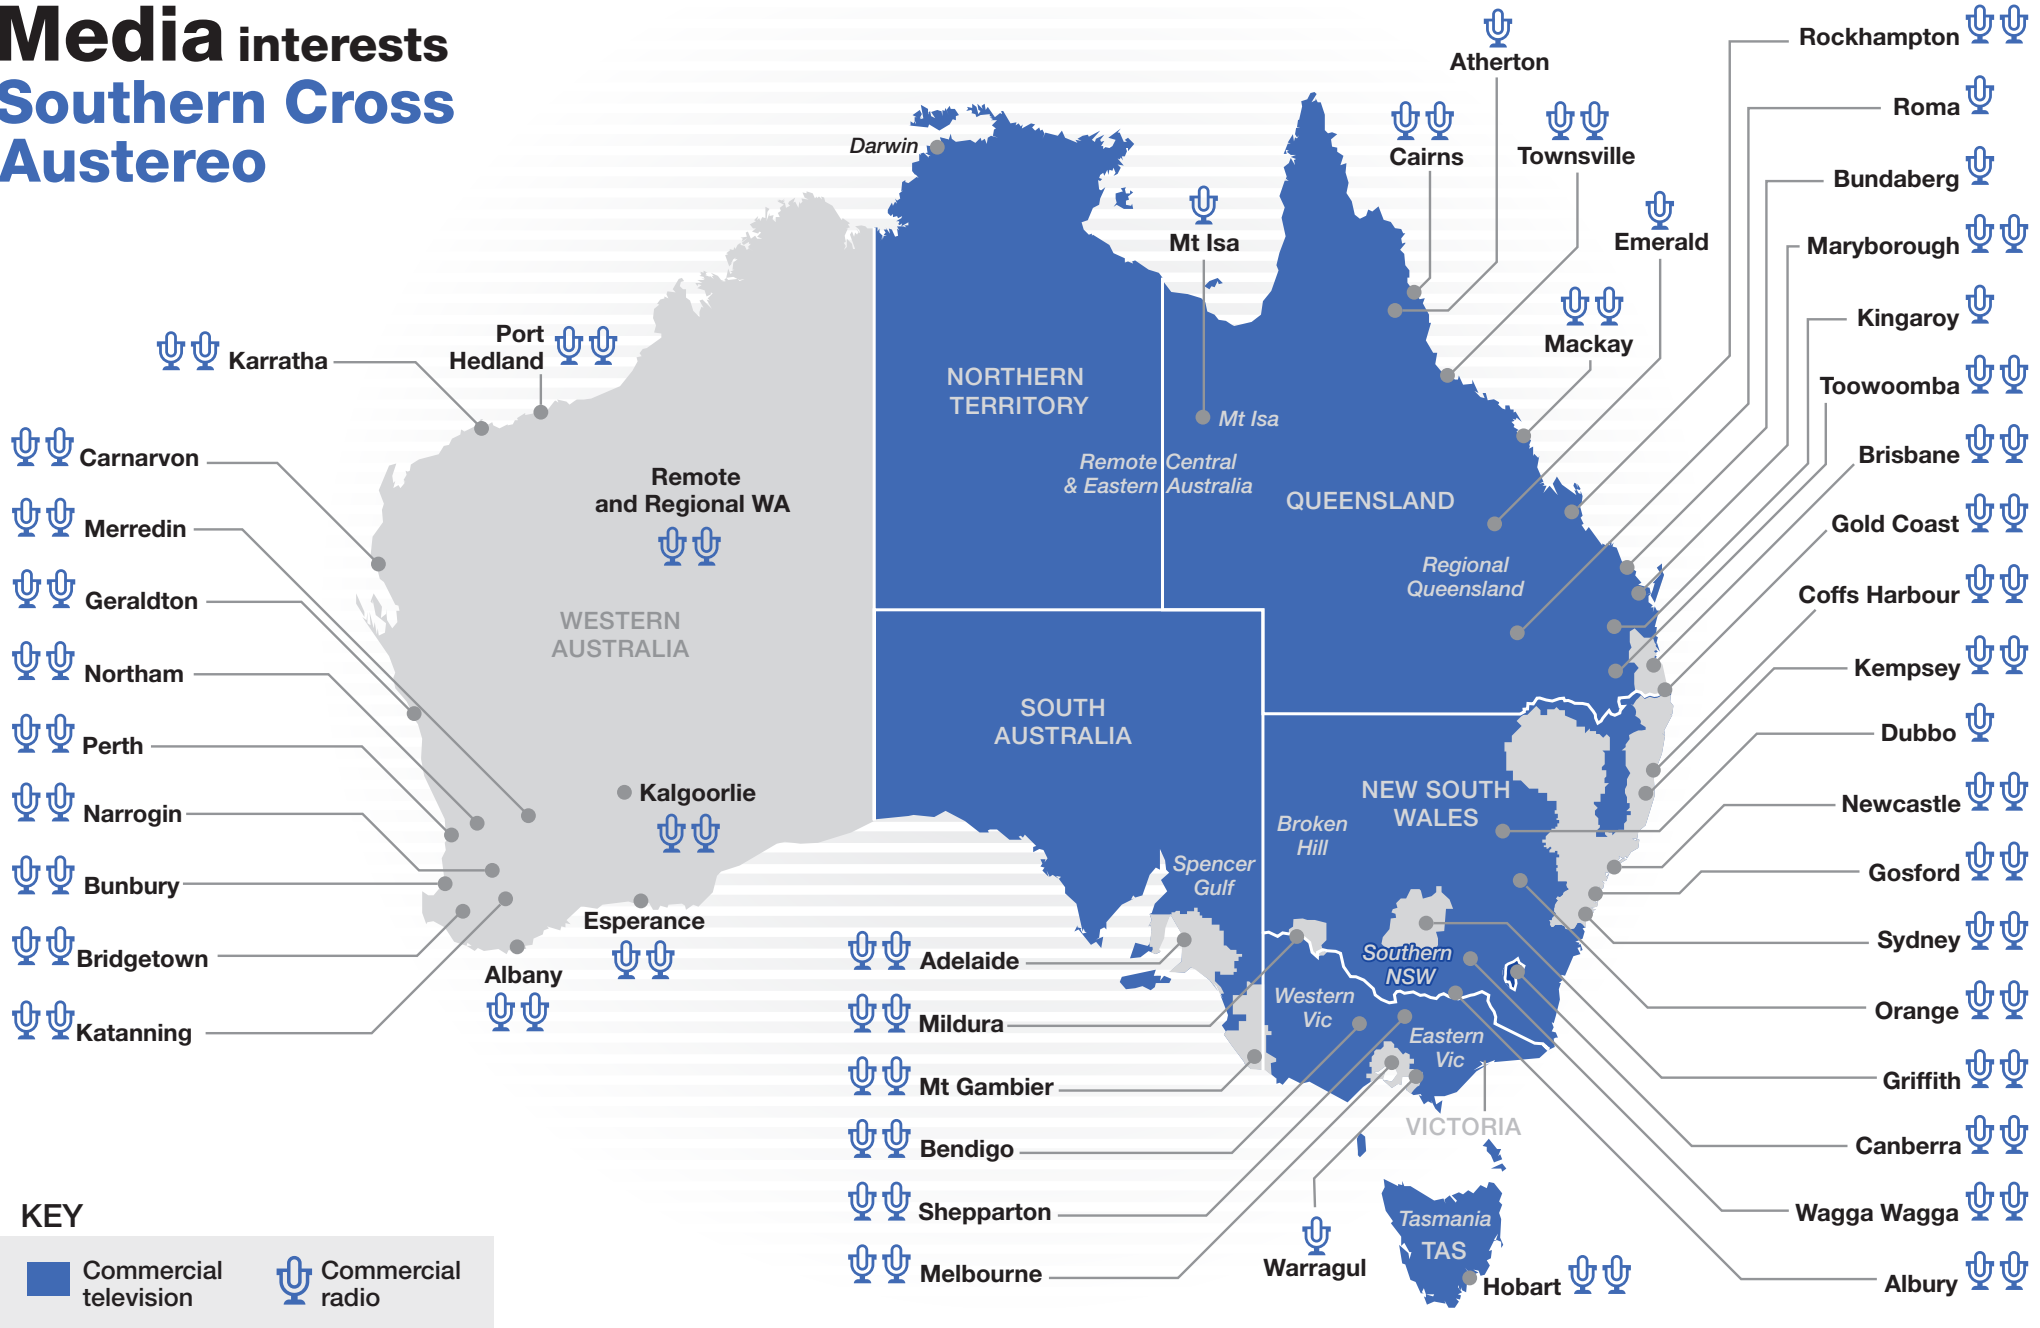 Media interests
Southern Cross
Austereo
Atherton
Rockhampton
Roma
Darwin
Cairns
Townsville
Bundaberg
Mt Isa
Emerald
Maryborough
Port
Hedland
Karratha
Mackay
Kingaroy
NORTHERN
TERRITORY
Mt Isa
Toowoomba
Carnarvon
Remote Central
& Eastern Australia
Brisbane
Remote
and Regional WA
QUEENSLAND
Merredin
Gold Coast
Regional
Queensland
Geraldton
Coffs Harbour
WESTERN
AUSTRALIA
Northam
Kempsey
SOUTH
AUSTRALIA
Perth
Dubbo
Kalgoorlie
NEW SOUTH
WALES
Narrogin
Newcastle
Broken
Hill
Spencer
Gulf
Bunbury
Gosford
Esperance
Sydney
Bridgetown
Albany
Adelaide
Southern
NSW
Western
Vic
Orange
Katanning
Mildura
Eastern
Vic
Mt Gambier
Griffith
VICTORIA
Bendigo
Canberra
Shepparton
Tasmania
TAS
Wagga Wagga
Melbourne
Warragul
Hobart
Albury
KEY
Commercial
television
Commercial
radio